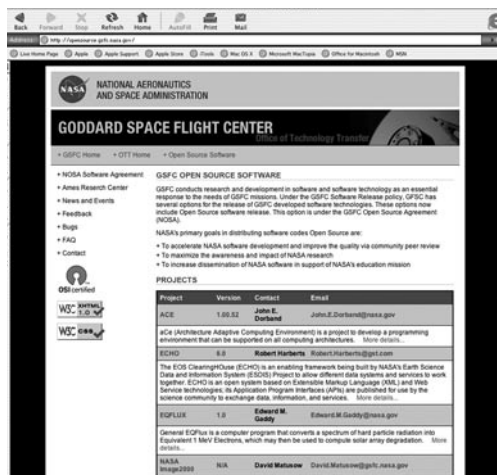 Back Forward Stop Refresh Home AutoFill Print Mail
Address: http://opensource.gsfc.nasa.gov/
Live Home Page Apple Apple Support Apple Store iTools Mac OS X Microsoft MacTopia Office for Macintosh MSN
NASA
NATIONAL AERONAUTICS
AND SPACE ADMINISTRATION
GODDARD SPACE FLIGHT CENTER
Office of Technology Transfer
+ GSFC Home + OTT Home + Open Source Software
+ NOSA Software Agreement
+ Ames Reserch Center
+ News and Events
+ Feedback
+ Bugs
+ FAQ
+ Contact
OSI certified
W3C XHTML 1.0
W3C CSS
GSFC OPEN SOURCE SOFTWARE
GSFC conducts research and development in software and software technology as an essential
response to the needs of GSFC missions. Under the GSFC Software Release policy, GFSC has
several options for the release of GSFC developed software technologies. These options now
include Open Source software release. This option is under the GSFC Open Source Agreement
(NOSA).
NASA's primary goals in distributing software codes Open Source are:
+ To accelerate NASA software development and improve the quality via community peer review
+ To maximize the awareness and impact of NASA research
+ To increase dissemination of NASA software in support of NASA's education mission
PROJECTS
Project Version Contact Email
ACE 1.00.52 John E. Dorband John.E.Dorband@nasa.gov
aCe (Architecture Adaptive Computing Environment) is a project to develop a programming
environment that can be supported on all computing architectures. More details...
ECHO 6.0 Robert Harberts Robert.Harberts@gst.com
The EOS ClearingHOuse (ECHO) is an enabling framework being built by NASA's Earth Science
Data and Information System (ESDIS) Project to allow different data systems and services to work
together. ECHO is an open system based on Extensible Markup Language (XML) and Web
Service technologies; its Application Program Interfaces (APIs) are published for use by the
science community to exchange data, information, and services. More details...
EQFLUX 1.0 Edward M. Gaddy Edward.M.Gaddy@nasa.gov
General EQFlux is a computer program that converts a spectrum of hard particle radiation into
Equivalent 1 MeV Electrons, which may then be used to compute solar array degradation. More
details...
NASA Image2000 N/A David Matusow David.Matusow@gsfc.nasa.gov